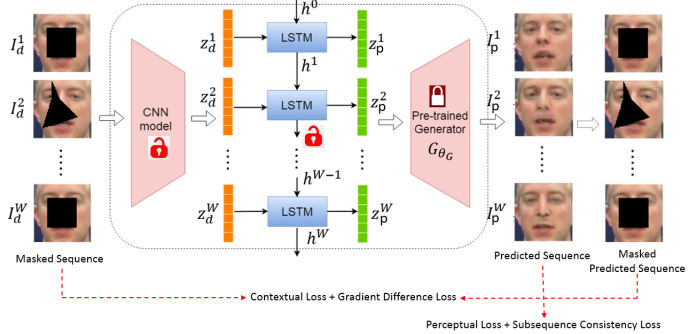 h^0
I_d^1
z_d^1
LSTM
z_p^1
I_p^1
h^1
I_d^2
CNN
model
z_d^2
LSTM
z_p^2
Pre-trained
Generator
G_{θ_G}
I_p^2
h^{W-1}
I_d^W
z_d^W
LSTM
z_p^W
I_p^W
h^W
Masked Sequence
Predicted Sequence
Masked
Predicted Sequence
Contextual Loss + Gradient Difference Loss
Perceptual Loss + Subsequence Consistency Loss